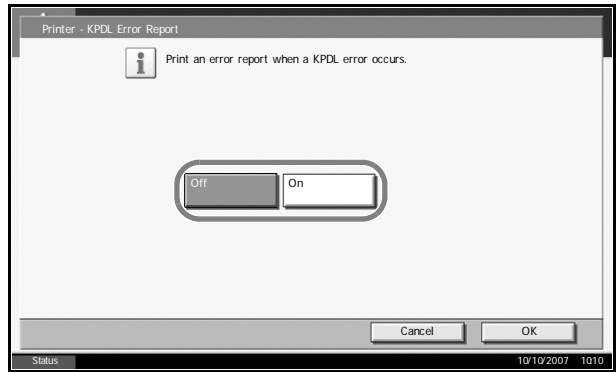 Printer - KPDL Error Report
Print an error report when a KPDL error occurs.
Off
On
Cancel
OK
Status
10/10/2007 10:10